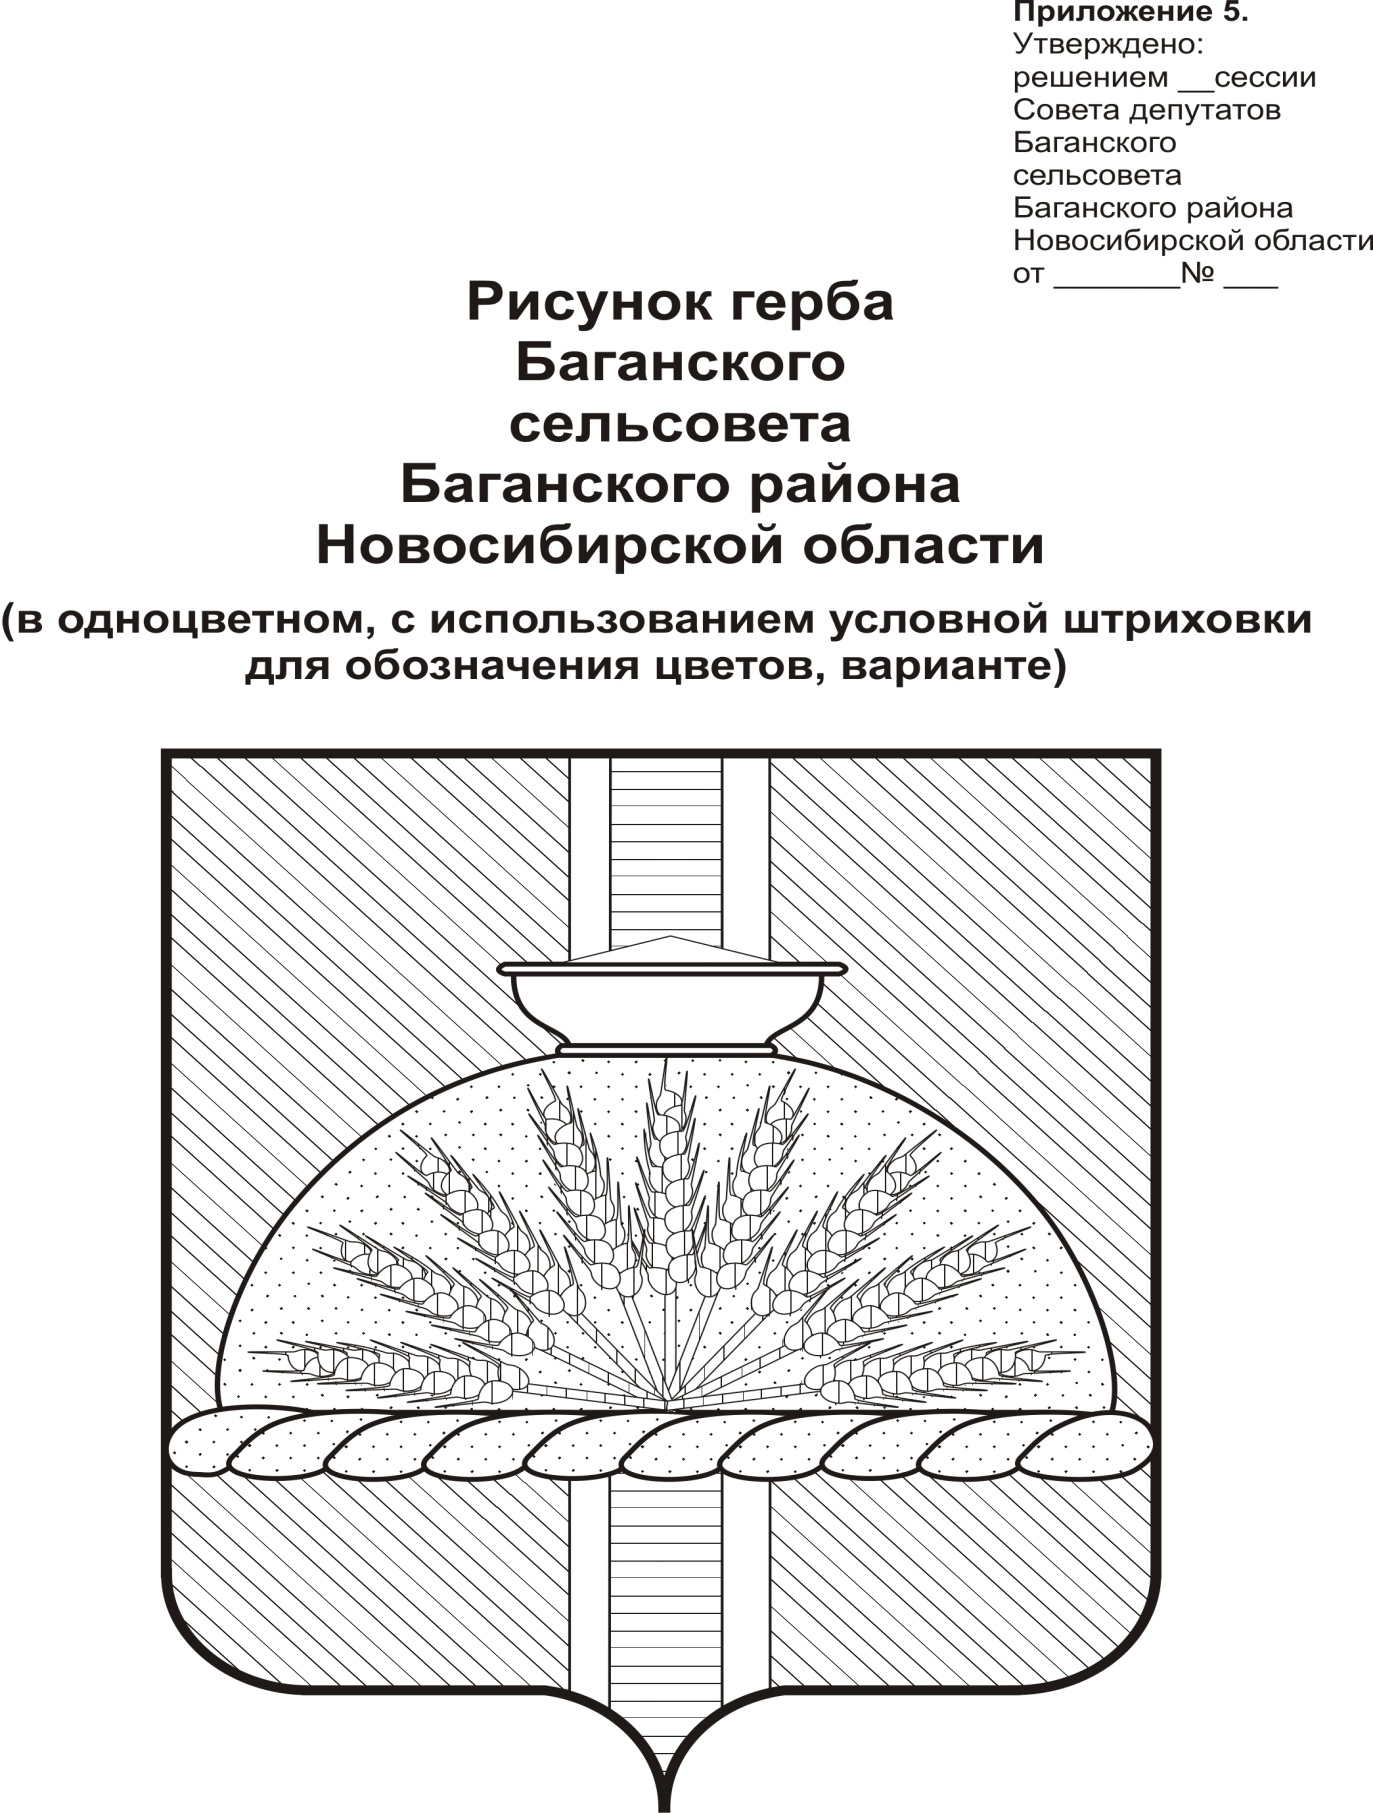 Приложение 5.
Утверждено:
решением __сессии
Совета депутатов
Баганского
сельсовета
Баганского района
Новосибирской области
от _______№ ___
Рисунок герба
Баганского
сельсовета
Баганского района
Новосибирской области
(в одноцветном, с использованием условной штриховки
для обозначения цветов, варианте)